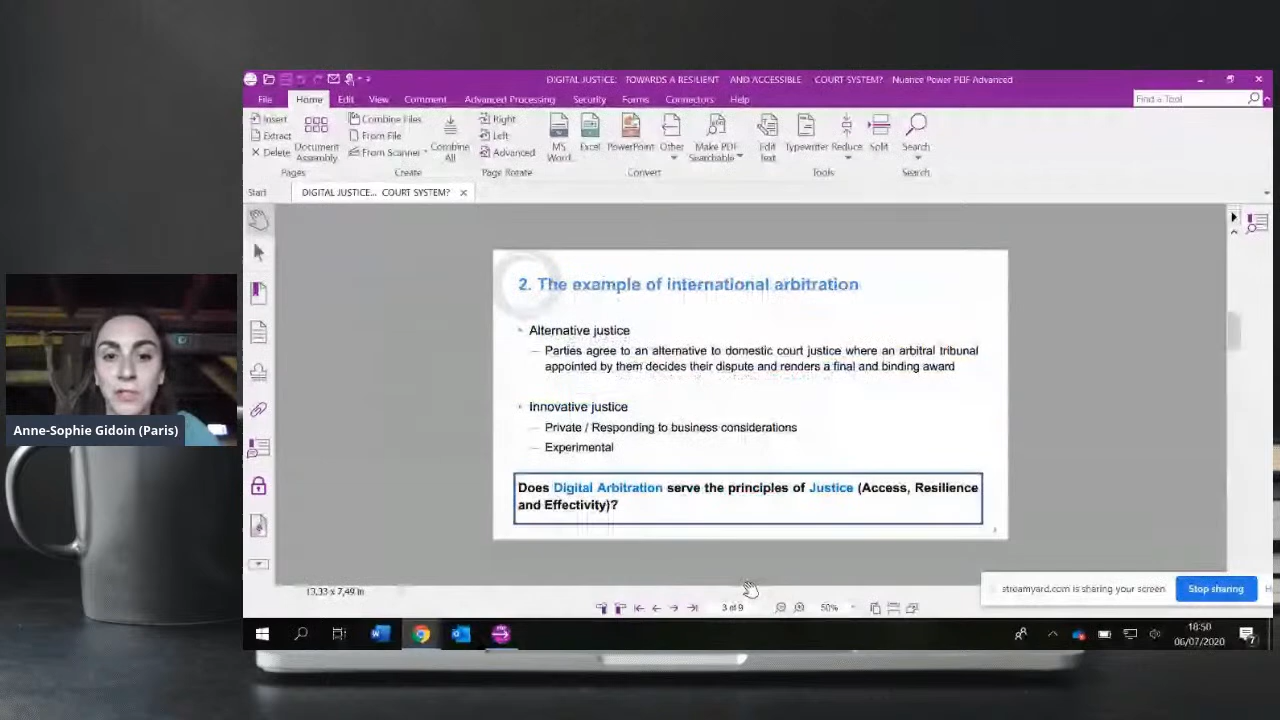 DIGITAL JUSTICE: TOWARDS A RESILIENT AND ACCESSIBLE COURT SYSTEM? Nuance Power PDF Advanced
File Home Edit View Comment Advanced Processing Security Forms Connectors Help
Find a Tool
Insert
Extract
Delete
Document
Assembly
Pages
Combine Files
From File
From Scanner
Combine
All
Create
Right
Left
Advanced
Page Rotate
MS
Word
Excel
PowerPoint
Other
Make PDF
Searchable
Convert
Edit
Text
Typewriter
Reduce
Split
Tools
Search
Search
Start
DIGITAL JUSTICE... COURT SYSTEM?
2. The example of international arbitration
• Alternative justice
– Parties agree to an alternative to domestic court justice where an arbitral tribunal
appointed by them decides their dispute and renders a final and binding award
• Innovative justice
– Private / Responding to business considerations
– Experimental
Does Digital Arbitration serve the principles of Justice (Access, Resilience
and Effectivity)?
3
Anne-Sophie Gidoin (Paris)
13,33 x 7,49 in
streamyard.com is sharing your screen
Stop sharing
3 of 9
50%
18:50
06/07/2020
7